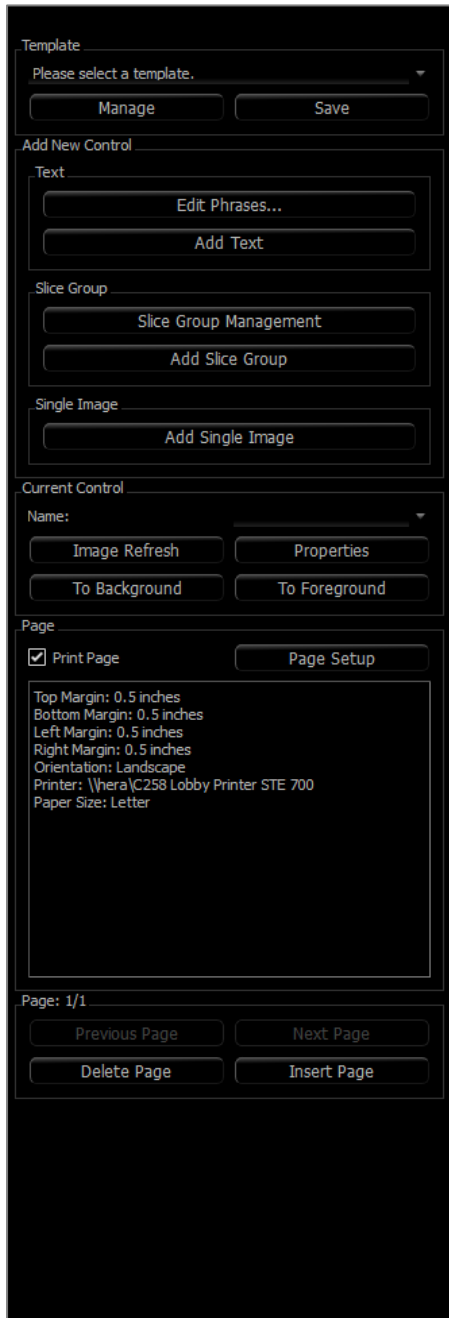 Template
Please select a template.
Manage Save
Add New Control
Text
Edit Phrases...
Add Text
Slice Group
Slice Group Management
Add Slice Group
Single Image
Add Single Image
Current Control
Name:
Image Refresh Properties
To Background To Foreground
Page
Print Page Page Setup
Top Margin: 0.5 inches
Bottom Margin: 0.5 inches
Left Margin: 0.5 inches
Right Margin: 0.5 inches
Orientation: Landscape
Printer: \\hera\C258 Lobby Printer STE 700
Paper Size: Letter
Page: 1/1
Previous Page Next Page
Delete Page Insert Page